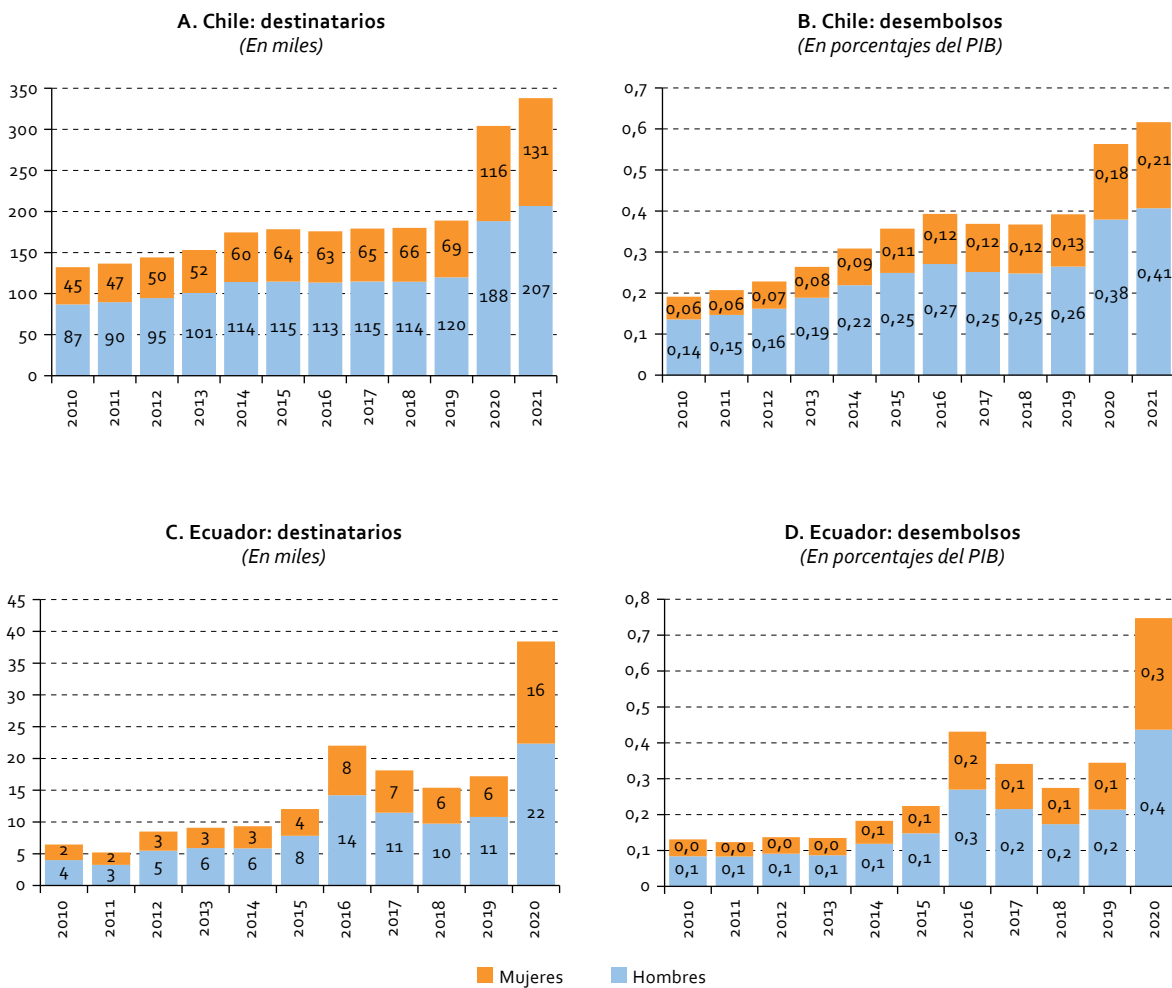 A. Chile: destinatarios
(En miles)
350
300
250
200
150
100
50
0
45 47 50 52 60 64 63 65 66 69 116 131
87 90 95 101 114 115 113 115 114 120 188 207
2010 2011 2012 2013 2014 2015 2016 2017 2018 2019 2020 2021
B. Chile: desembolsos
(En porcentajes del PIB)
0,7
0,6
0,5
0,4
0,3
0,2
0,1
0
0,06 0,06 0,07 0,08 0,09 0,11 0,12 0,12 0,12 0,13 0,18 0,21
0,14 0,15 0,16 0,19 0,22 0,25 0,27 0,25 0,25 0,26 0,38 0,41
2010 2011 2012 2013 2014 2015 2016 2017 2018 2019 2020 2021
C. Ecuador: destinatarios
(En miles)
45
40
35
30
25
20
15
10
5
0
2 2 3 3 3 4 8 7 6 6 16
4 3 5 6 6 8 14 11 10 11 22
2010 2011 2012 2013 2014 2015 2016 2017 2018 2019 2020
D. Ecuador: desembolsos
(En porcentajes del PIB)
0,8
0,7
0,6
0,5
0,4
0,3
0,2
0,1
0
0,0 0,0 0,0 0,0 0,1 0,1 0,2 0,1 0,1 0,1 0,3
0,1 0,1 0,1 0,1 0,1 0,1 0,3 0,2 0,2 0,2 0,4
2010 2011 2012 2013 2014 2015 2016 2017 2018 2019 2020
Mujeres Hombres